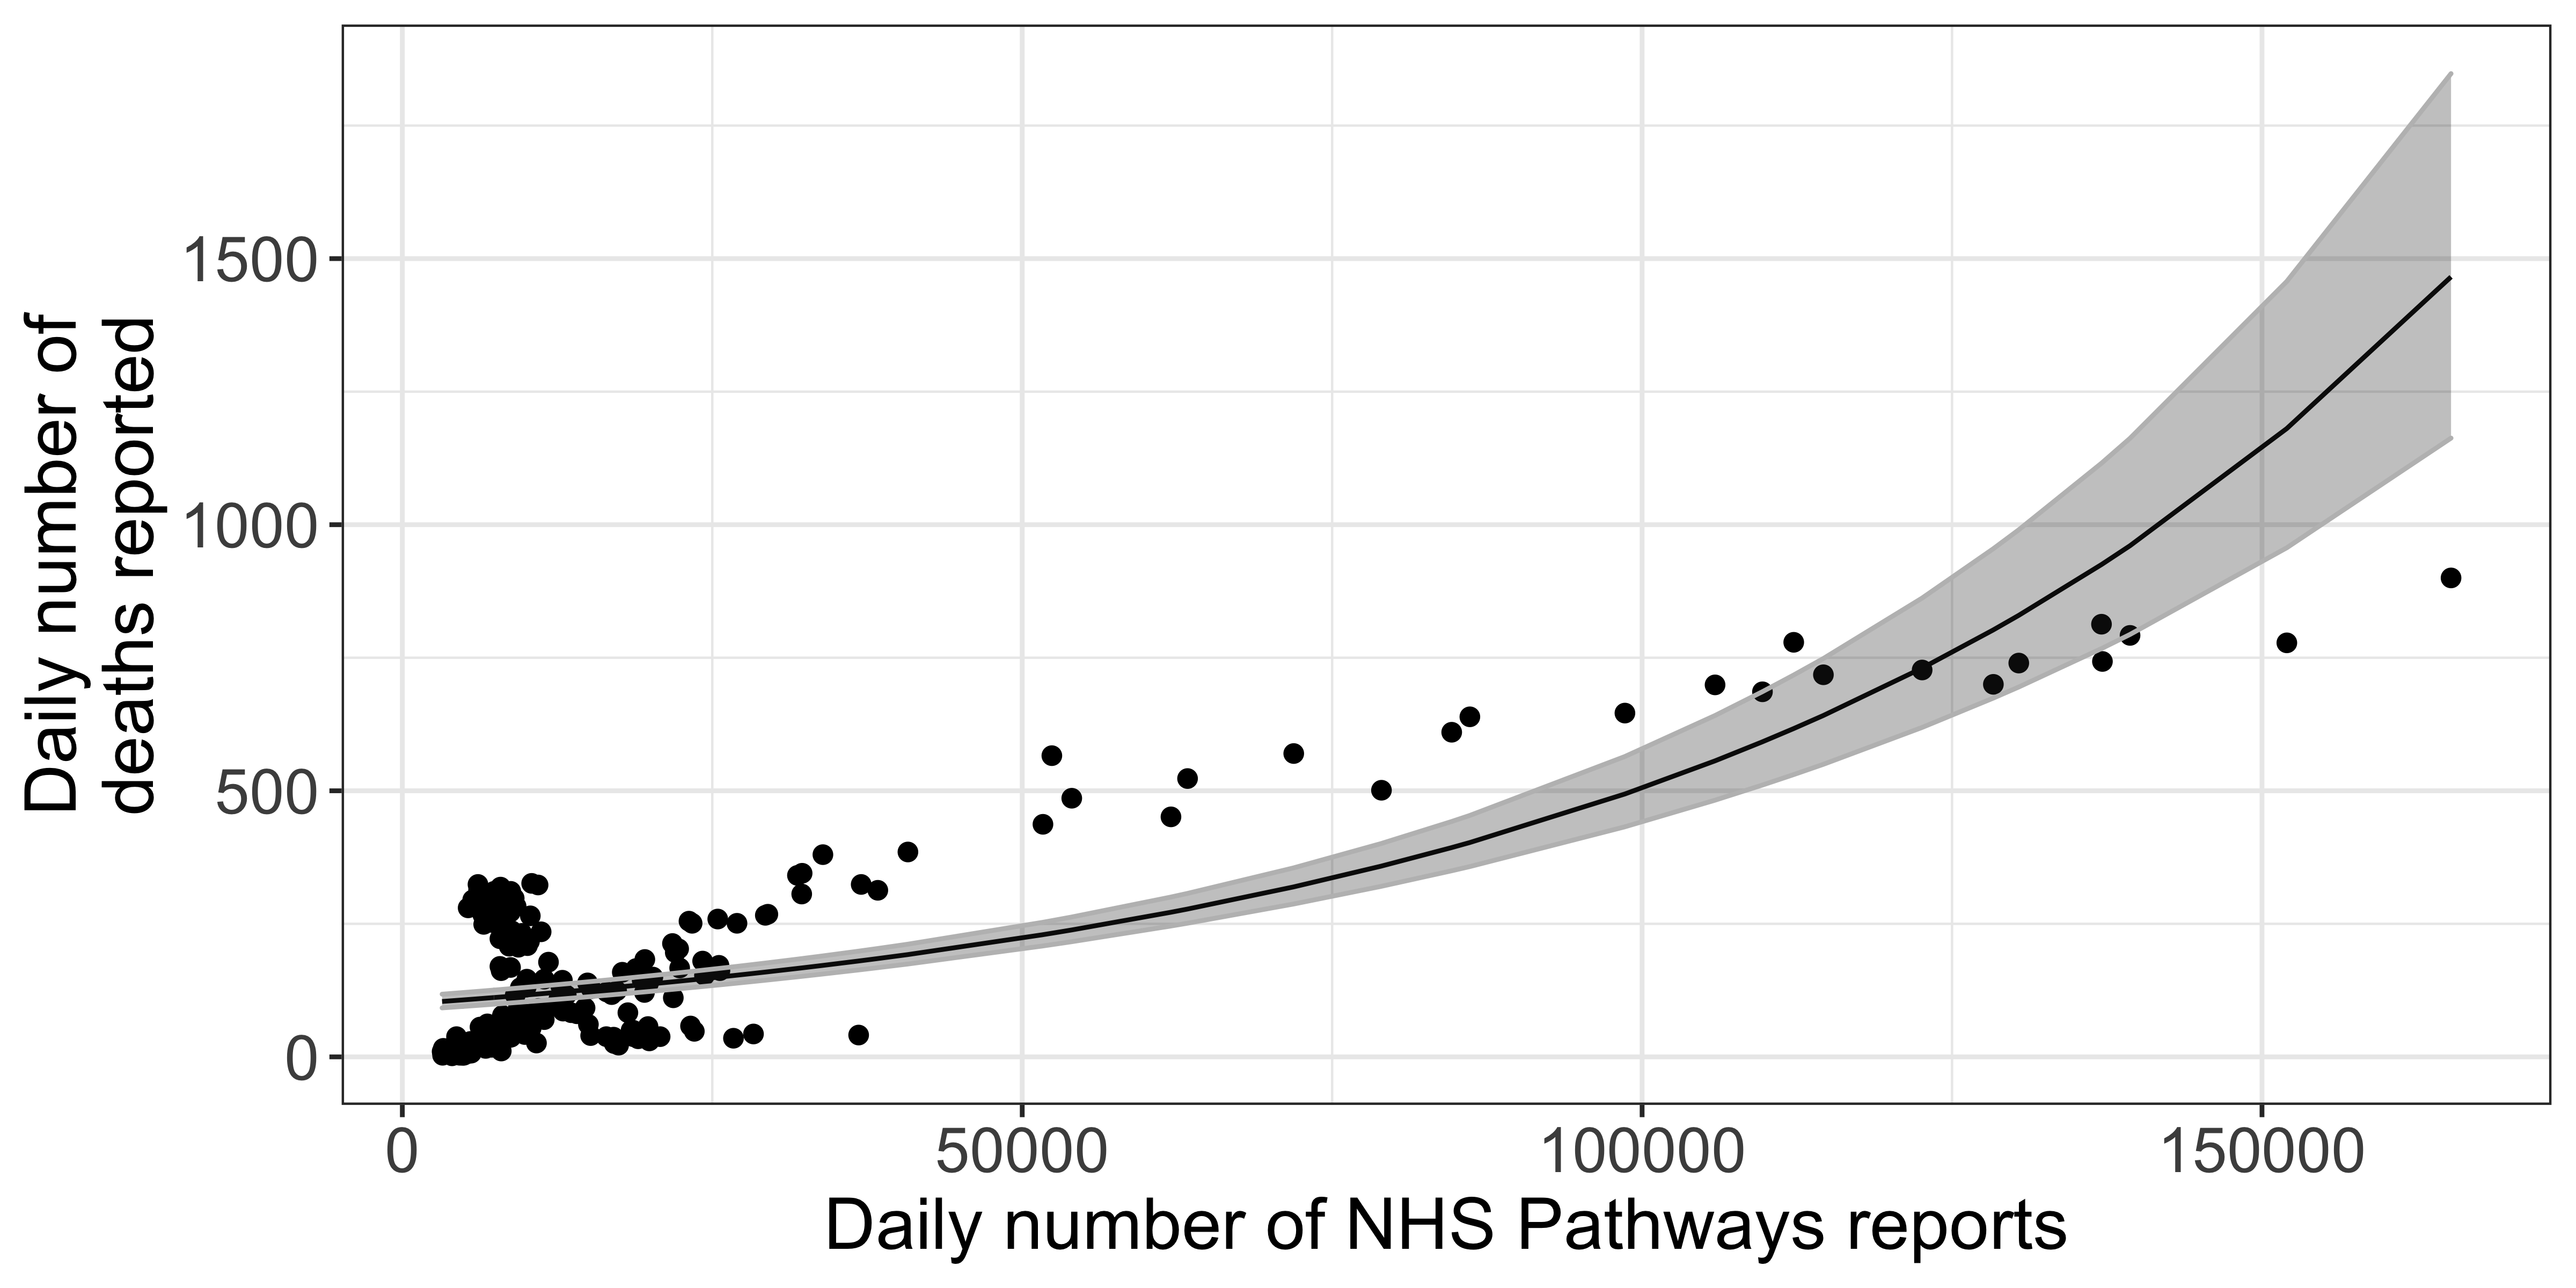 Daily number of
deaths reported
1500
1000
500
0
0
50000
100000
150000
Daily number of NHS Pathways reports